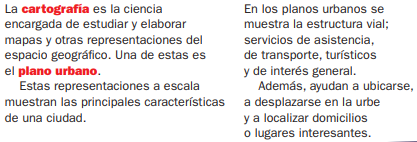 La cartografía es la ciencia
encargada de estudiar y elaborar
mapas y otras representaciones del
espacio geográfico. Una de estas es
el plano urbano.
Estas representaciones a escala
muestran las principales características
de una ciudad.
En los planos urbanos se
muestra la estructura vial;
servicios de asistencia,
de transporte, turísticos
y de interés general.
Además, ayudan a ubicarse,
a desplazarse en la urbe
y a localizar domicilios
o lugares interesantes.